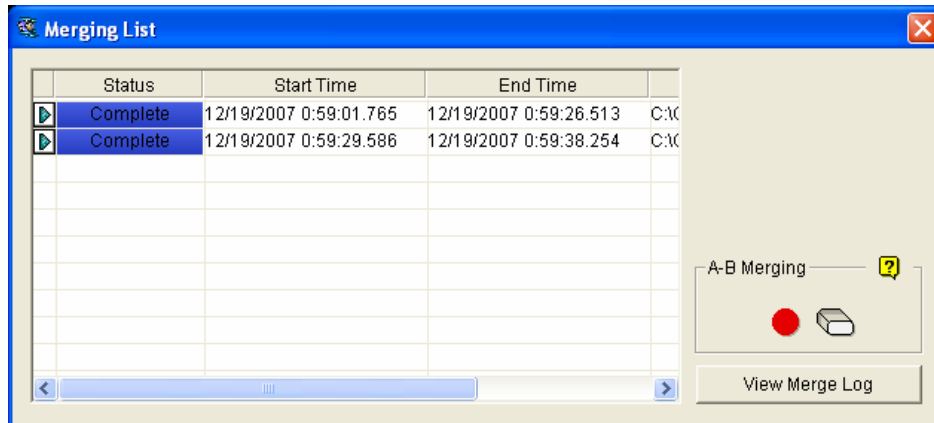 Merging List
Status Start Time End Time
Complete 12/19/2007 0:59:01.765 12/19/2007 0:59:26.513 C:\
Complete 12/19/2007 0:59:29.586 12/19/2007 0:59:38.254 C:\
A-B Merging ?
View Merge Log